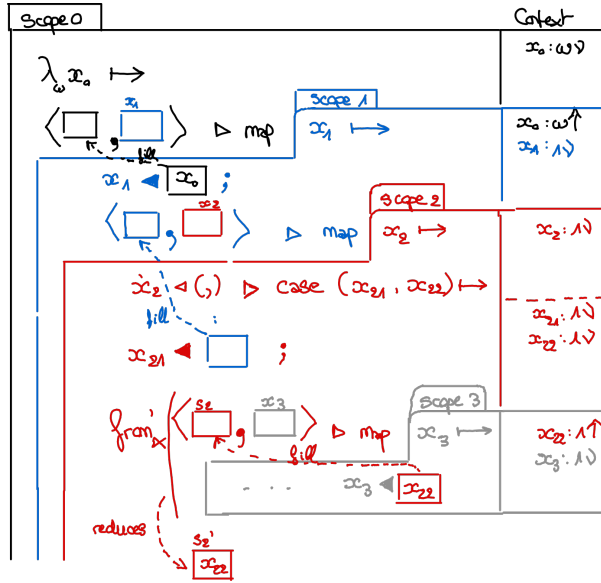 Scope 0 Context
x₀ : ων
λ_ω x₀ ↦
x₁ scope 1
⟨ □ , □ ⟩ ▷ map x₁ ↦ x₀ : ω↑
fill x₁ : 1ν
x₁ ◀ x₀ ;
x₂ scope 2
⟨ □ , □ ⟩ ▷ map x₂ ↦ x₂ : 1ν
x₂ ◁ (,) ▷ case (x₂₁ , x₂₂) ↦
fill x₂₁ : 1ν
x₂₁ ◀ □ ; x₂₂ : 1ν
s₂ x₃ scope 3
from'⋉ ⟨ □ , □ ⟩ ▷ map x₃ ↦ x₂₂ : 1↑
fill x₃ : 1ν
. . . x₃ ◀ x₂₂
reduces
s₂'
x₂₂